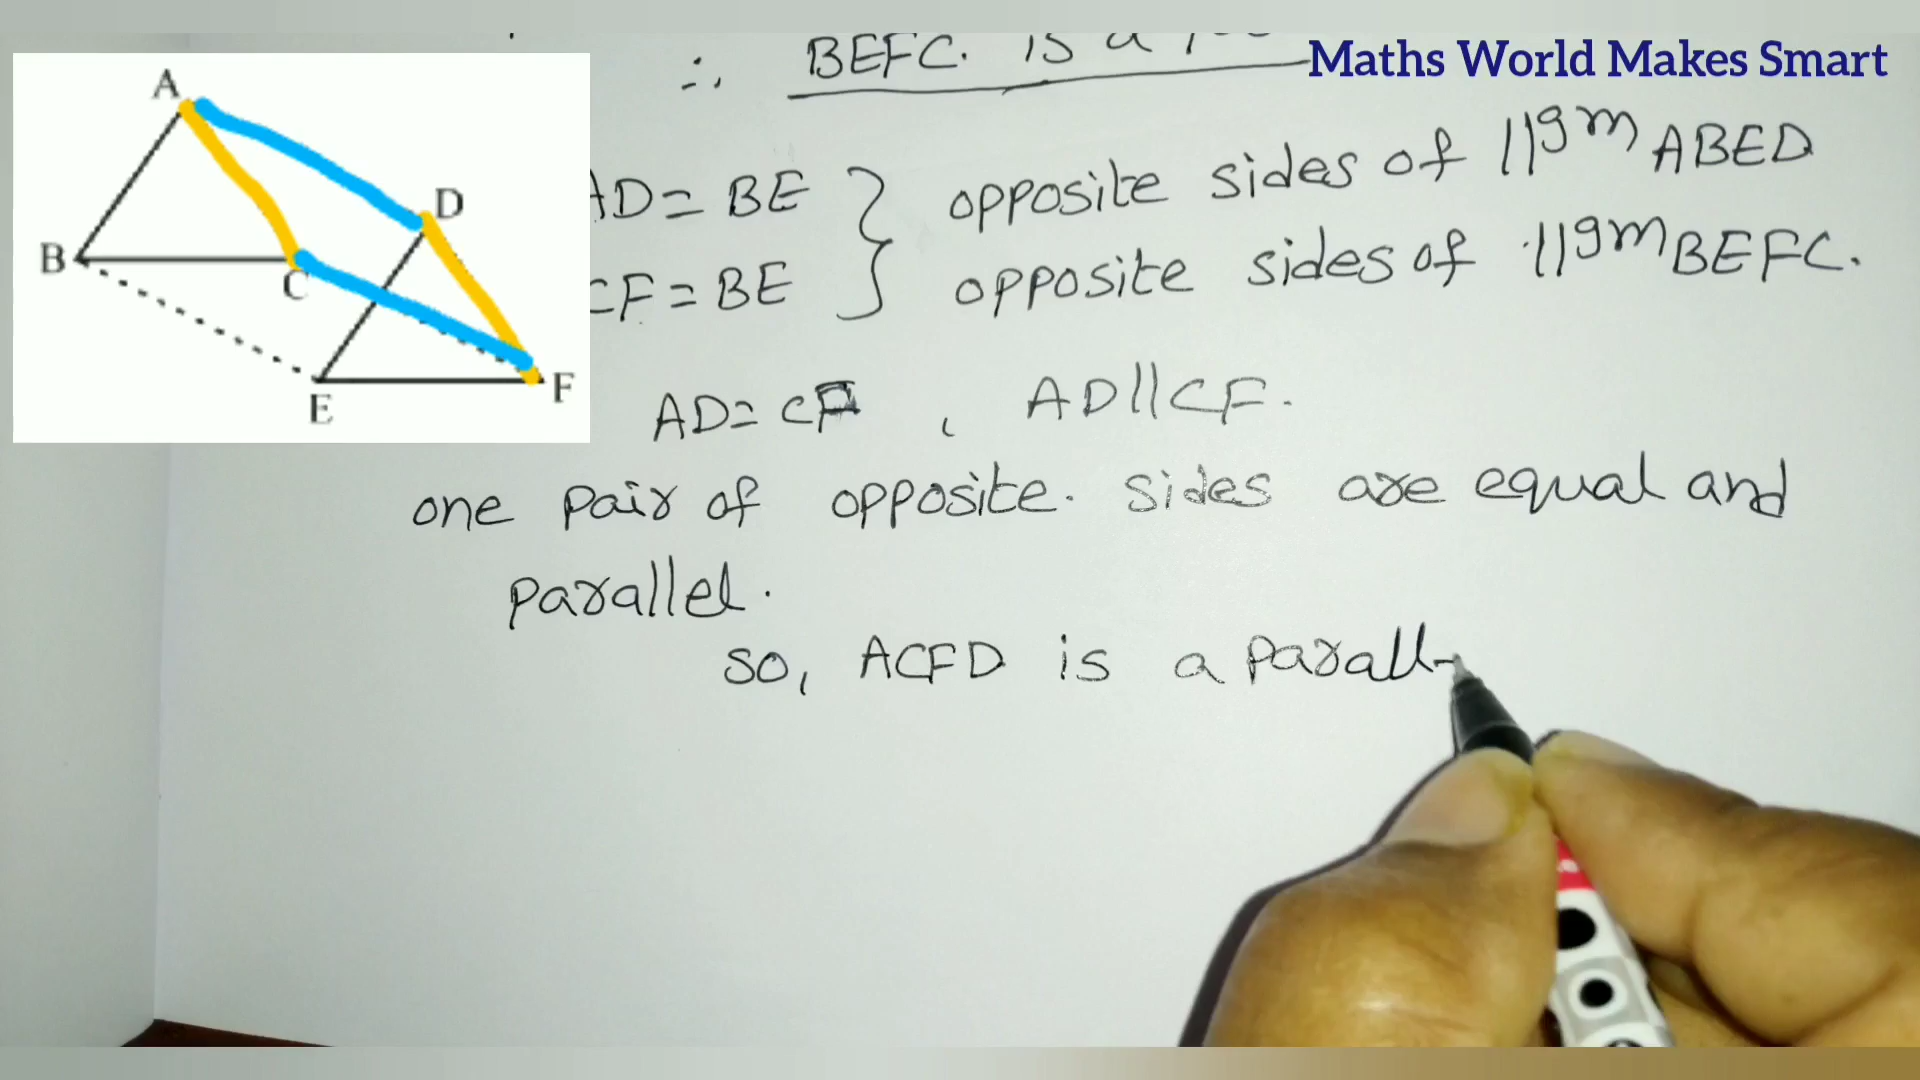 Maths World Makes Smart
∴ BEFC. is a
A
D
B
C
E
F
AD = BE } opposite sides of ||gm ABED
CF = BE } opposite sides of ||gm BEFC.
AD = CF , AD || CF.
one pair of opposite. sides are equal and
parallel.
so, ACFD is a parall